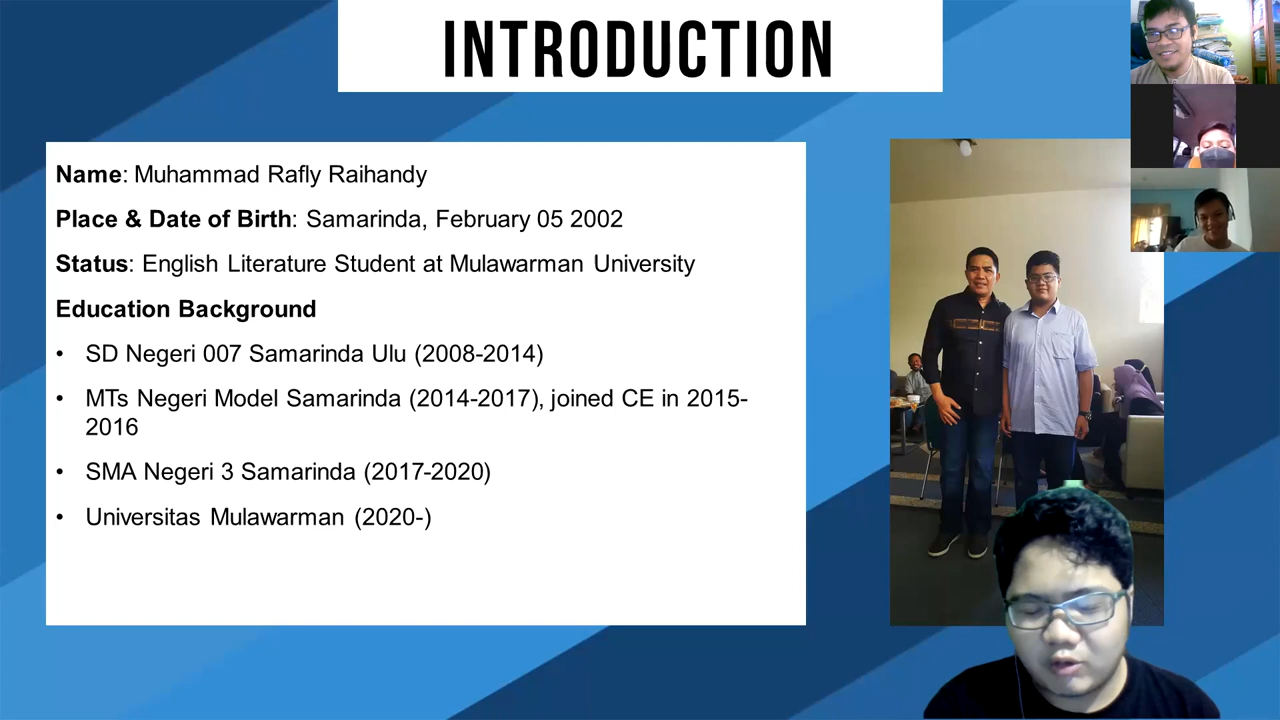 INTRODUCTION
Name: Muhammad Rafly Raihandy
Place & Date of Birth: Samarinda, February 05 2002
Status: English Literature Student at Mulawarman University
Education Background
• SD Negeri 007 Samarinda Ulu (2008-2014)
• MTs Negeri Model Samarinda (2014-2017), joined CE in 2015-
2016
• SMA Negeri 3 Samarinda (2017-2020)
• Universitas Mulawarman (2020-)